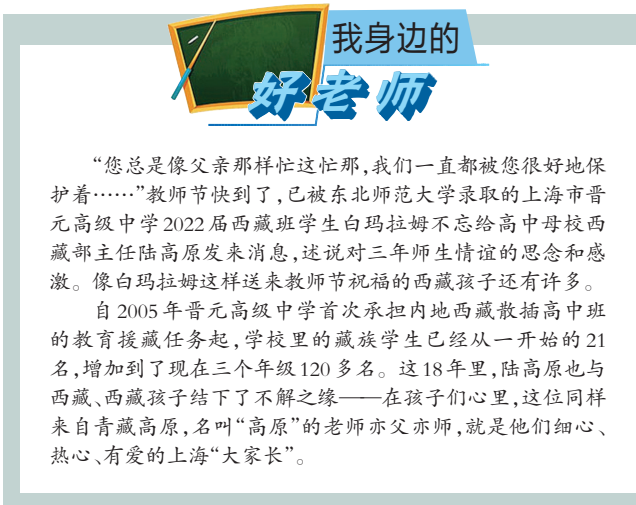 我身边的
好老师
“您总是像父亲那样忙这忙那,我们一直都被您很好地保
护着……”教师节快到了,已被东北师范大学录取的上海市晋
元高级中学2022届西藏班学生白玛拉姆不忘给高中母校西
藏部主任陆高原发来消息,述说对三年师生情谊的思念和感
激。像白玛拉姆这样送来教师节祝福的西藏孩子还有许多。
自2005年晋元高级中学首次承担内地西藏散插高中班
的教育援藏任务起,学校里的藏族学生已经从一开始的21
名,增加到了现在三个年级120多名。这18年里,陆高原也与
西藏、西藏孩子结下了不解之缘——在孩子们心里,这位同样
来自青藏高原,名叫“高原”的老师亦父亦师,就是他们细心、
热心、有爱的上海“大家长”。